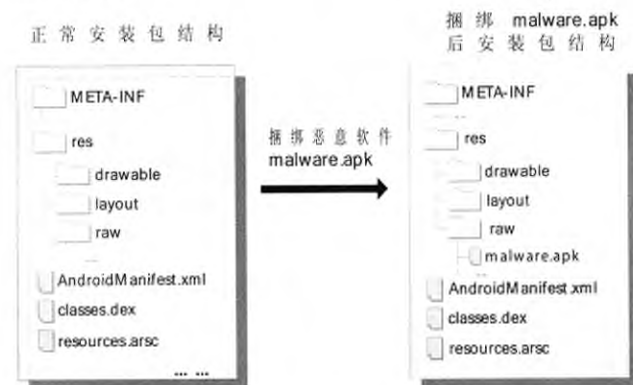 正常安装包结构
META-INF
res
drawable
layout
raw
...
AndroidManifest.xml
classes.dex
resources.arsc
... ...
捆绑恶意软件
malware.apk
捆绑 malware.apk
后安装包结构
META-INF
... ...
res
drawable
layout
raw
malware.apk
...
AndroidManifest.xml
classes.dex
resources.arsc